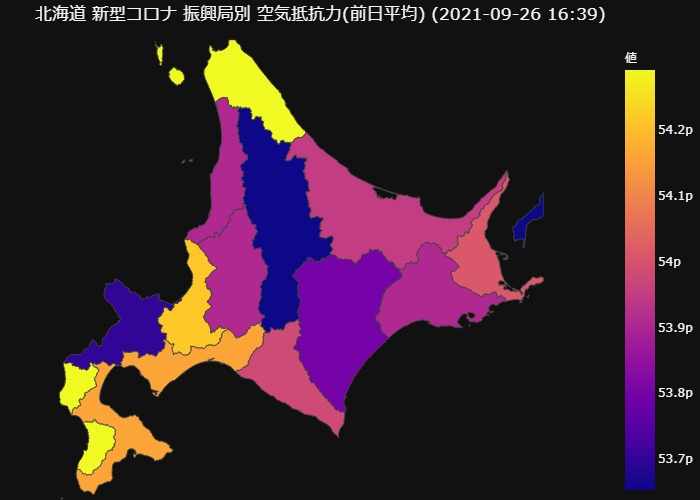 北海道 新型コロナ 振興局別 空気抵抗力(前日平均) (2021-09-26 16:39)
値
54.2p
54.1p
54p
53.9p
53.8p
53.7p